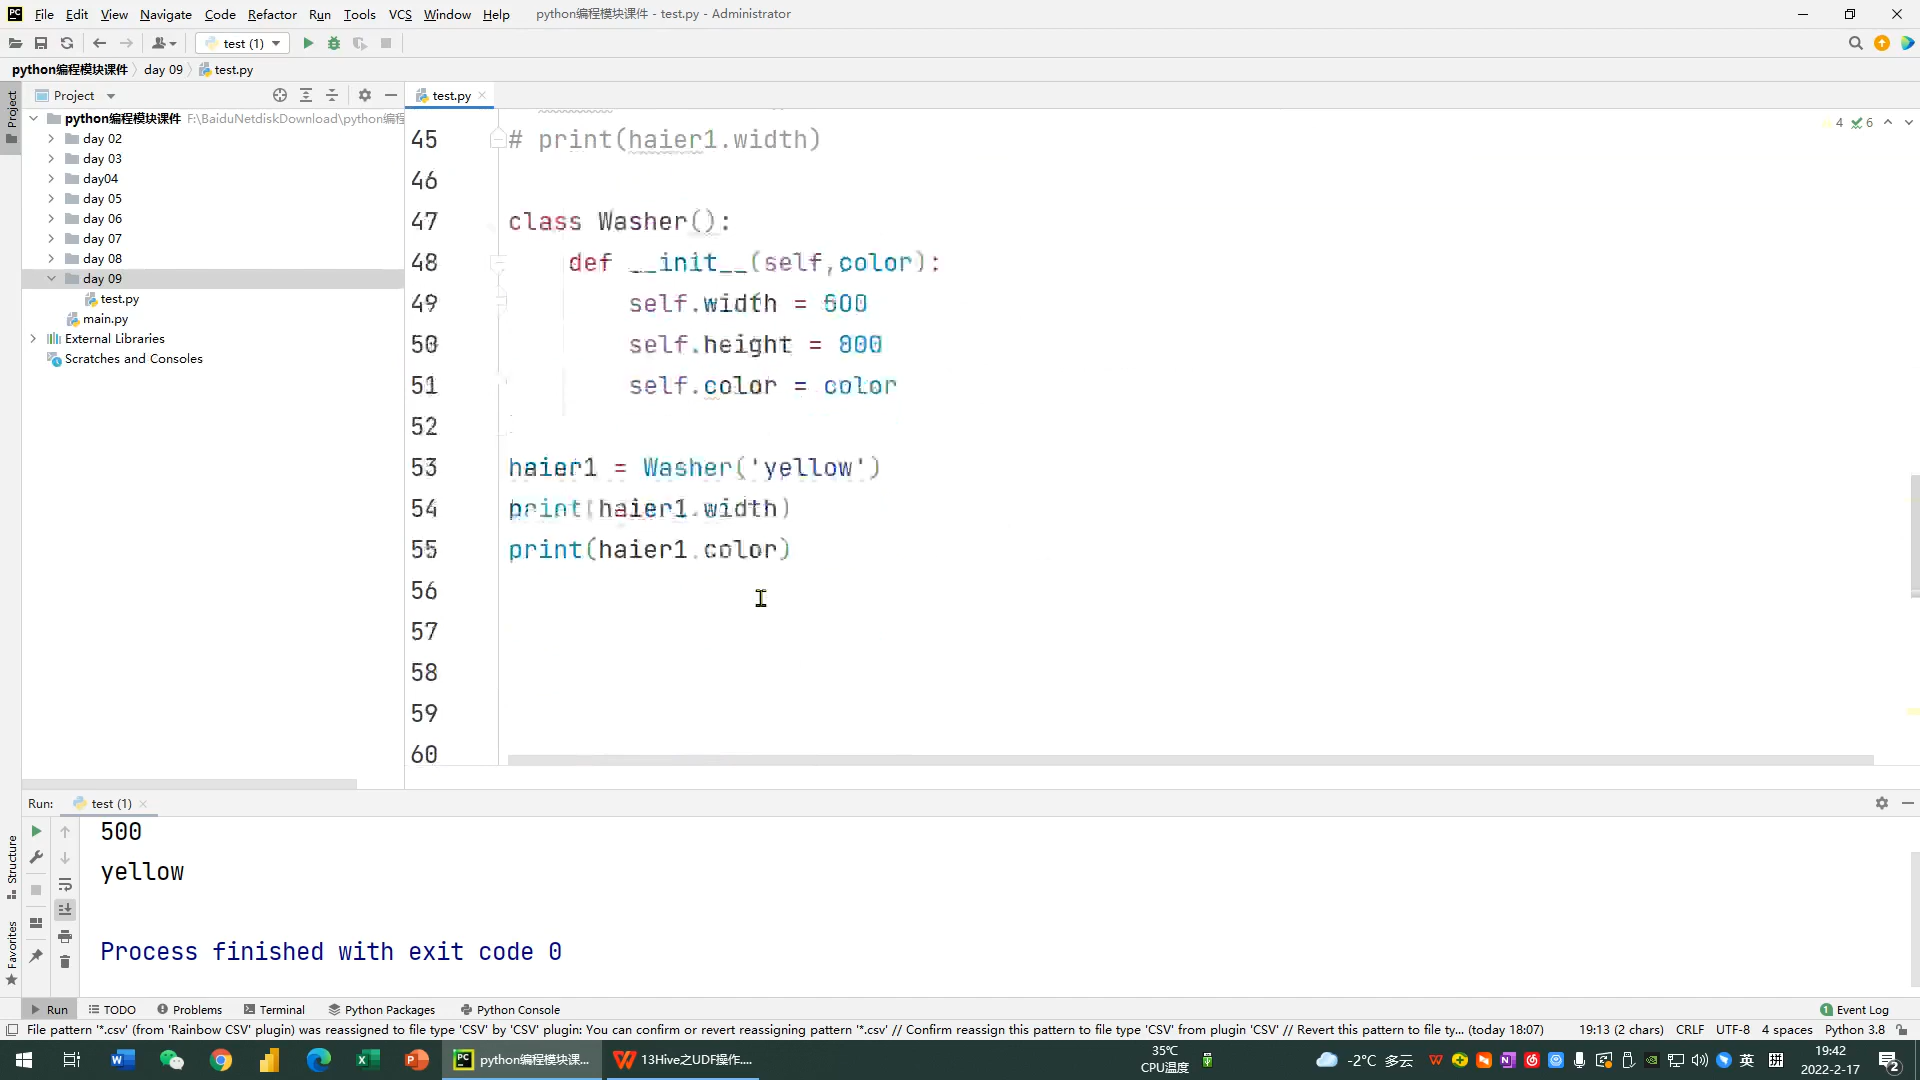 File Edit View Navigate Code Refactor Run Tools VCS Window Help python编程模块课件 - test.py - Administrator
test (1)
python编程模块课件 day 09 test.py
Project
Project
test.py
python编程模块课件 F:\BaiduNetdiskDownload\python编程
day 02
day 03
day04
day 05
day 06
day 07
day 08
day 09
test.py
main.py
External Libraries
Scratches and Consoles
4 6
45 # print(haier1.width)
46
47 class Washer():
48 def __init__(self,color):
49 self.width = 500
50 self.height = 800
51 self.color = color
52
53 haier1 = Washer('yellow')
54 print(haier1.width)
55 print(haier1.color)
56
57
58
59
60
Run: test (1)
500
yellow
Process finished with exit code 0
Structure
Favorites
Run TODO Problems Terminal Python Packages Python Console 1 Event Log
File pattern '*.csv' (from 'Rainbow CSV' plugin) was reassigned to file type 'CSV' by 'CSV' plugin: You can confirm or revert reassigning pattern '*.csv' // Confirm reassign this pattern to file type 'CSV' from plugin 'CSV' // Revert this pattern to file ty... (today 18:07) 19:13 (2 chars) CRLF UTF-8 4 spaces Python 3.8
python编程模块课... 13Hive之UDF操作....
35℃
CPU温度
-2°C 多云
英
拼
19:42
2022-2-17
2